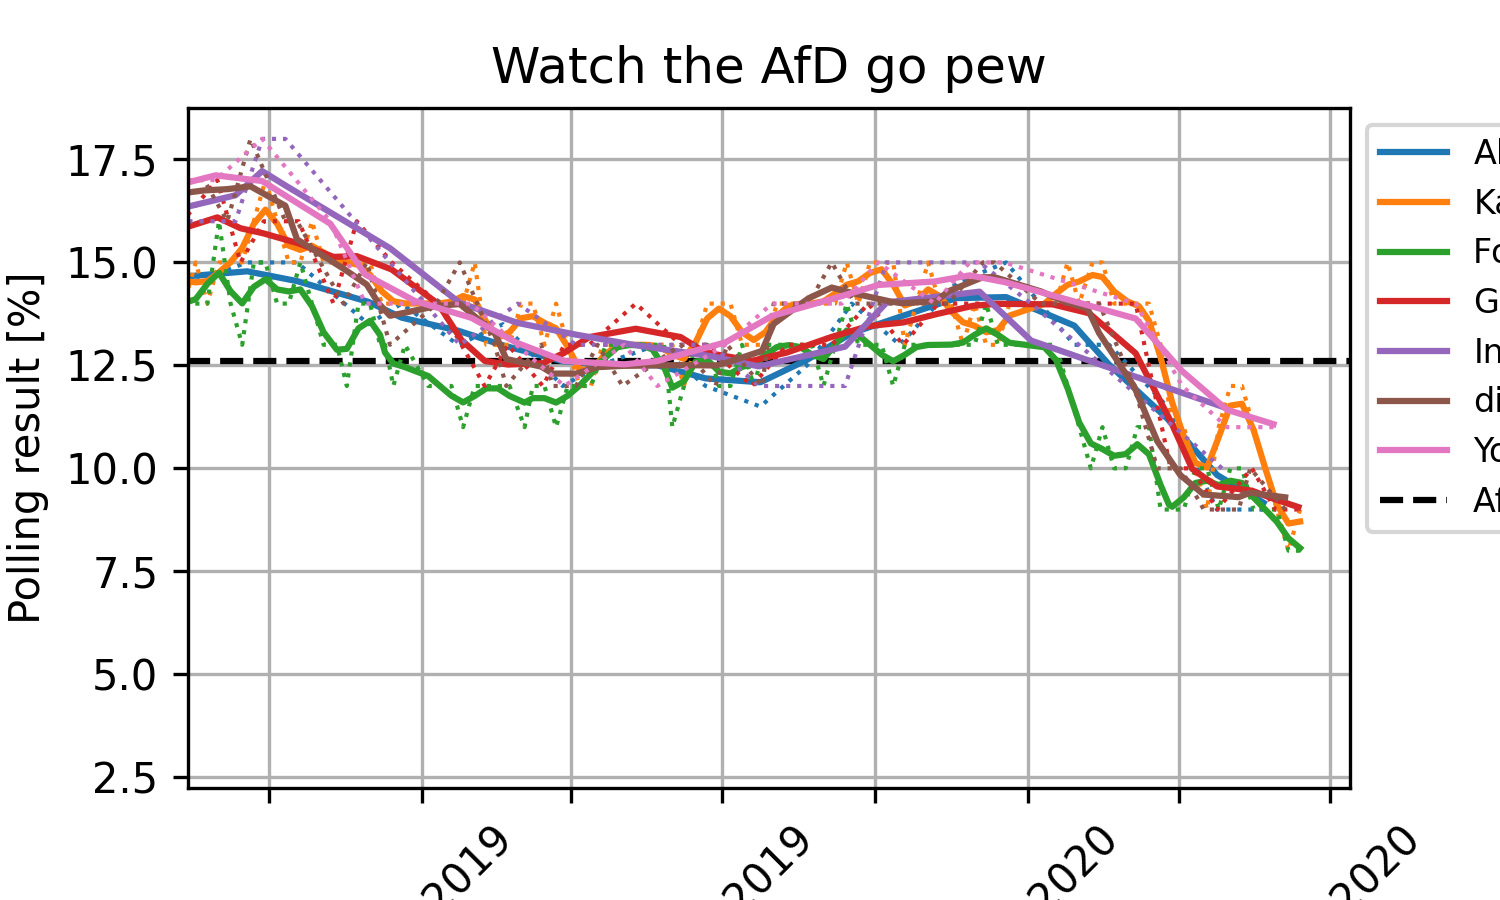 Watch the AfD go pew
Polling result [%]
17.5
15.0
12.5
10.0
7.5
5.0
2.5
2019
2019
2020
2020
Al
Ka
Fo
G
In
di
Yo
Af